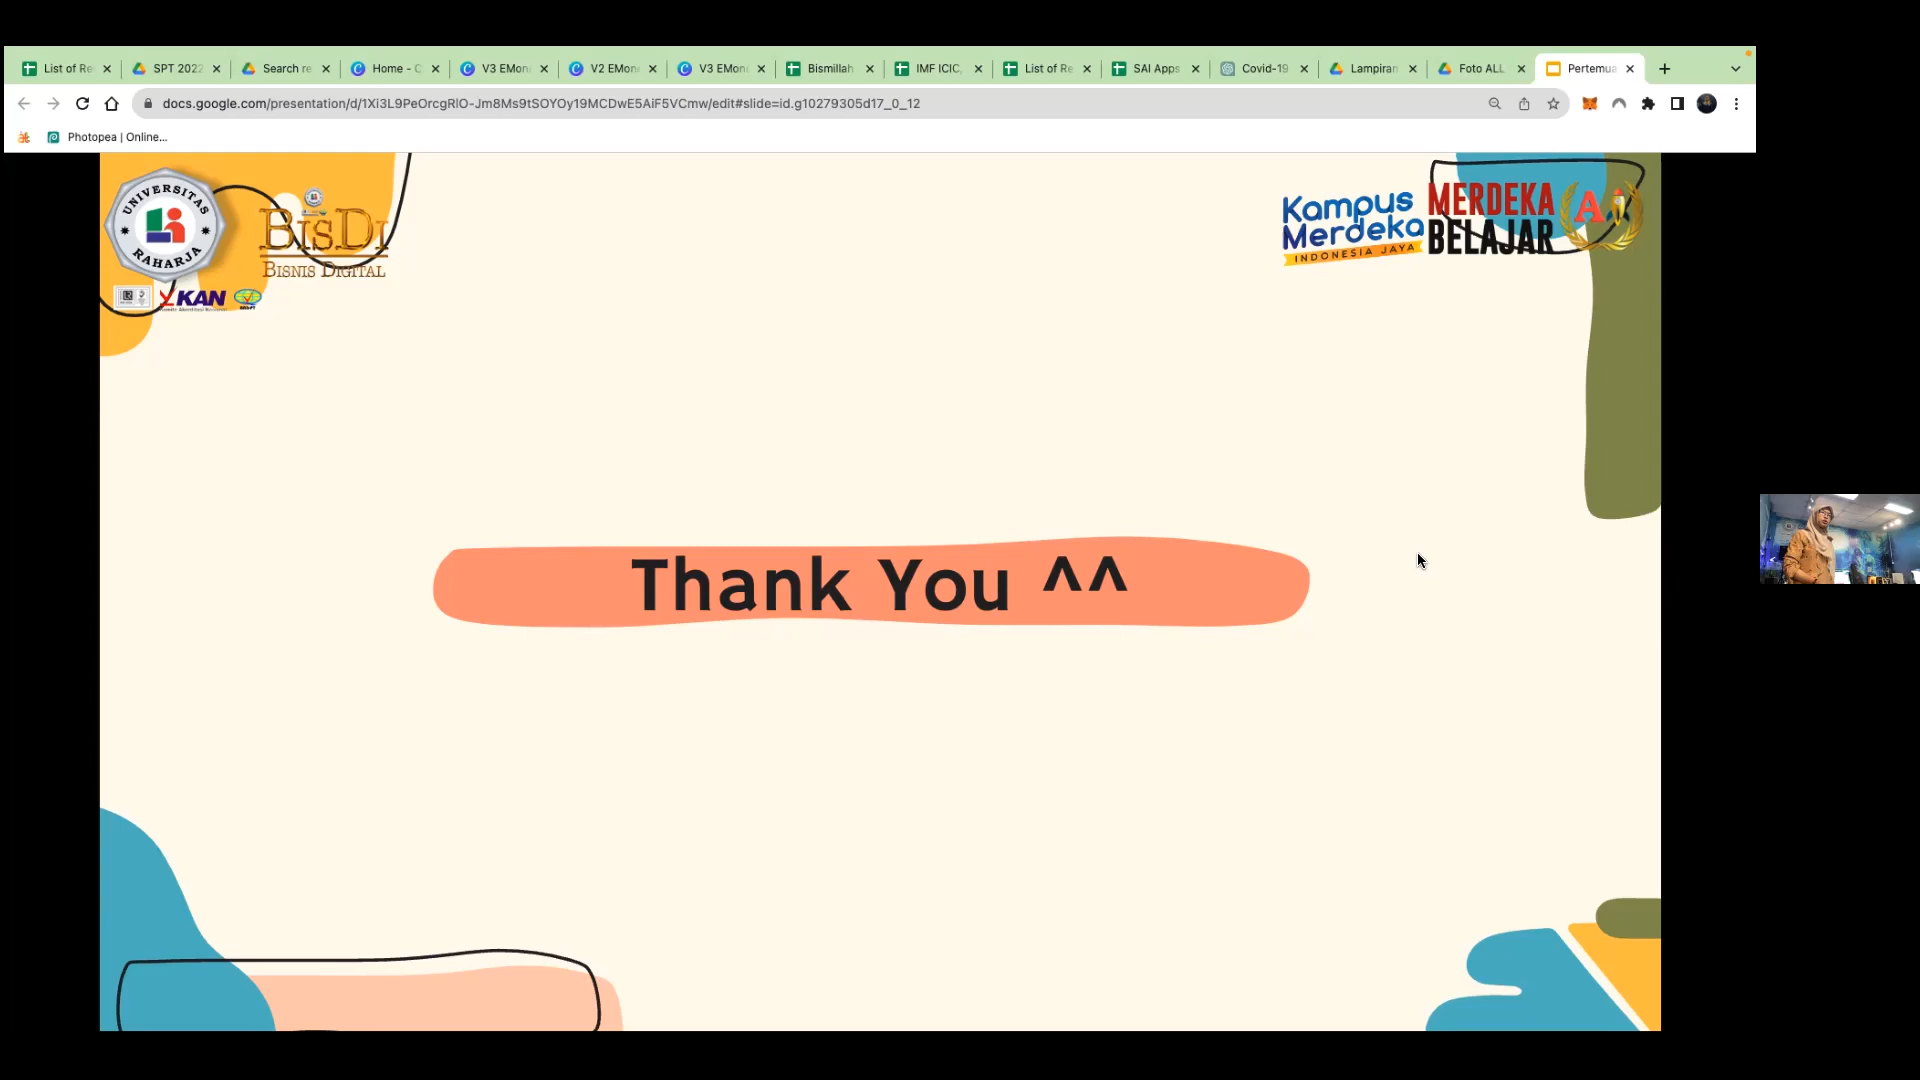 List of Re
SPT 2022
Search re
Home - C
V3 EMon
V2 EMon
V3 EMon
Bismillah
IMF ICIC,
List of Re
SAI Apps
Covid-19
Lampiran
Foto ALL
Pertemua
docs.google.com/presentation/d/1Xi3L9PeOrcgRlO-Jm8Ms9tSOYOy19MCDwE5AiF5VCmw/edit#slide=id.g10279305d17_0_12
Photopea | Online...
UNIVERSITAS
RAHARJA
BISDI
BISNIS DIGITAL
KAN
Kampus
Merdeka
INDONESIA JAYA
MERDEKA
BELAJAR
A
Thank You ^^